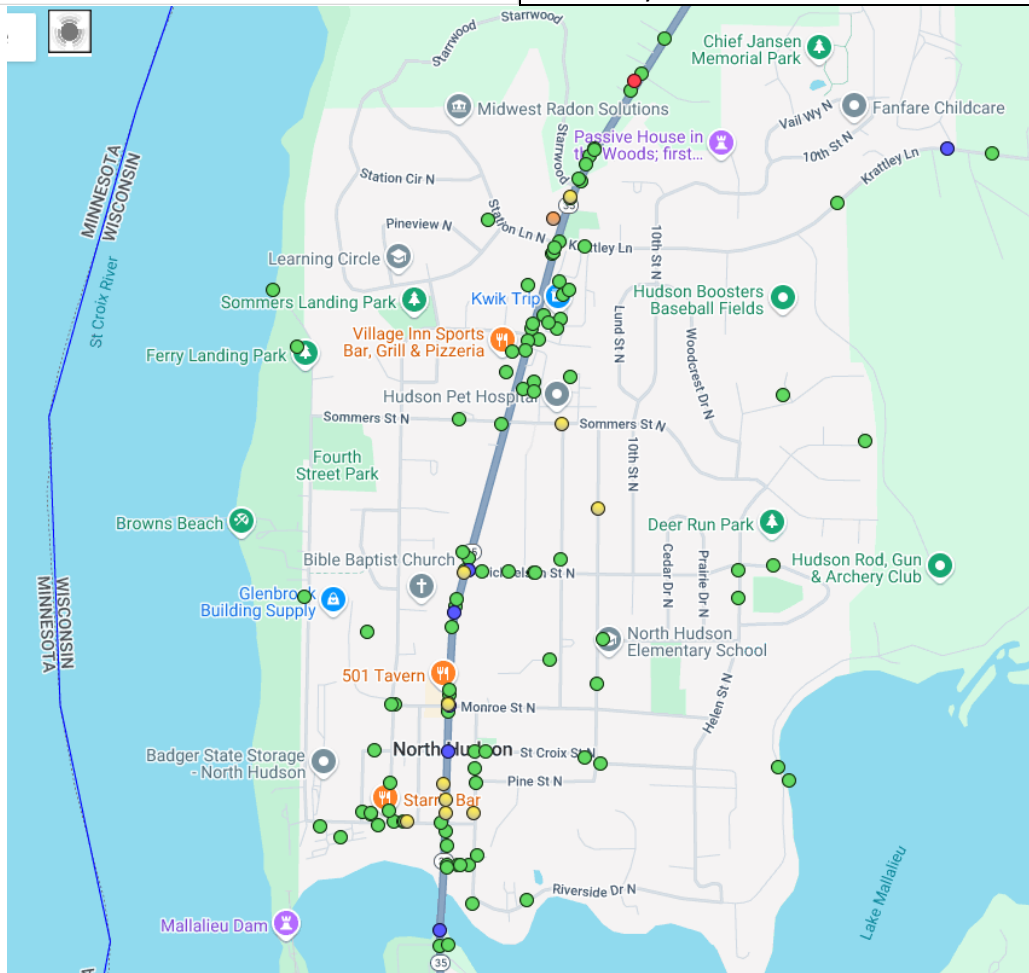 Starrwood
Starrwood
Chief Jansen
Memorial Park
Midwest Radon Solutions
Fanfare Childcare
Vail Wy N
Starrwood
Passive House in
the Woods; first...
10th St N
MINNESOTA
WISCONSIN
Krattley Ln
Station Cir N
35
Station Ln N
Pineview N
10th St N
Krattley Ln
Learning Circle
St Croix River
Sommers Landing Park
Kwik Trip
Hudson Boosters
Baseball Fields
Lund St N
Woodcrest Dr N
Village Inn Sports
Bar, Grill & Pizzeria
Ferry Landing Park
Hudson Pet Hospital
Sommers St N
Sommers St N
10th St N
Fourth
Street Park
Browns Beach
Deer Run Park
Bible Baptist Church
Cedar Dr N
Prairie Dr N
Hudson Rod, Gun
& Archery Club
WISCONSIN
MINNESOTA
Glenbrook
Building Supply
North Hudson
Elementary School
501 Tavern
Helen St N
Monroe St N
North Hudson
St Croix St N
Badger State Storage
- North Hudson
Pine St N
Starr Bar
Riverside Dr N
Lake Mallalieu
Mallalieu Dam
35